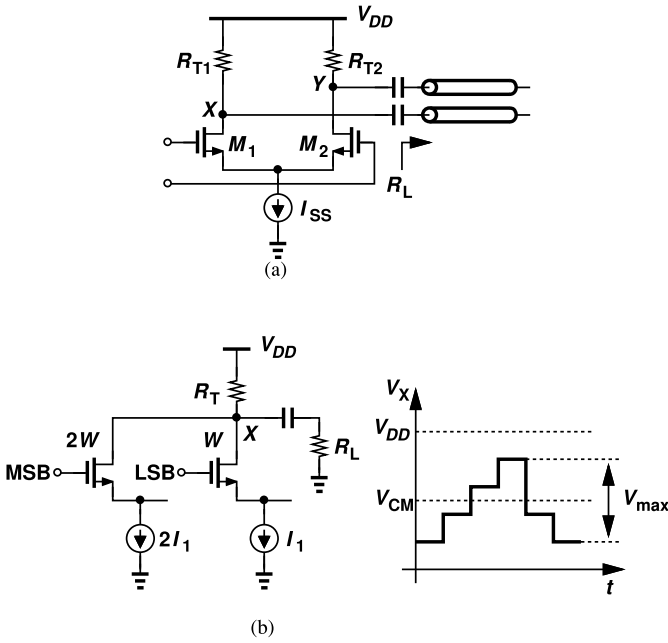 V_DD
R_T1
R_T2
Y
X
M_1
M_2
R_L
I_SS
(a)
V_DD
R_T
2W
W
X
R_L
MSB
LSB
2I_1
I_1
V_X
V_DD
V_CM
V_max
t
(b)